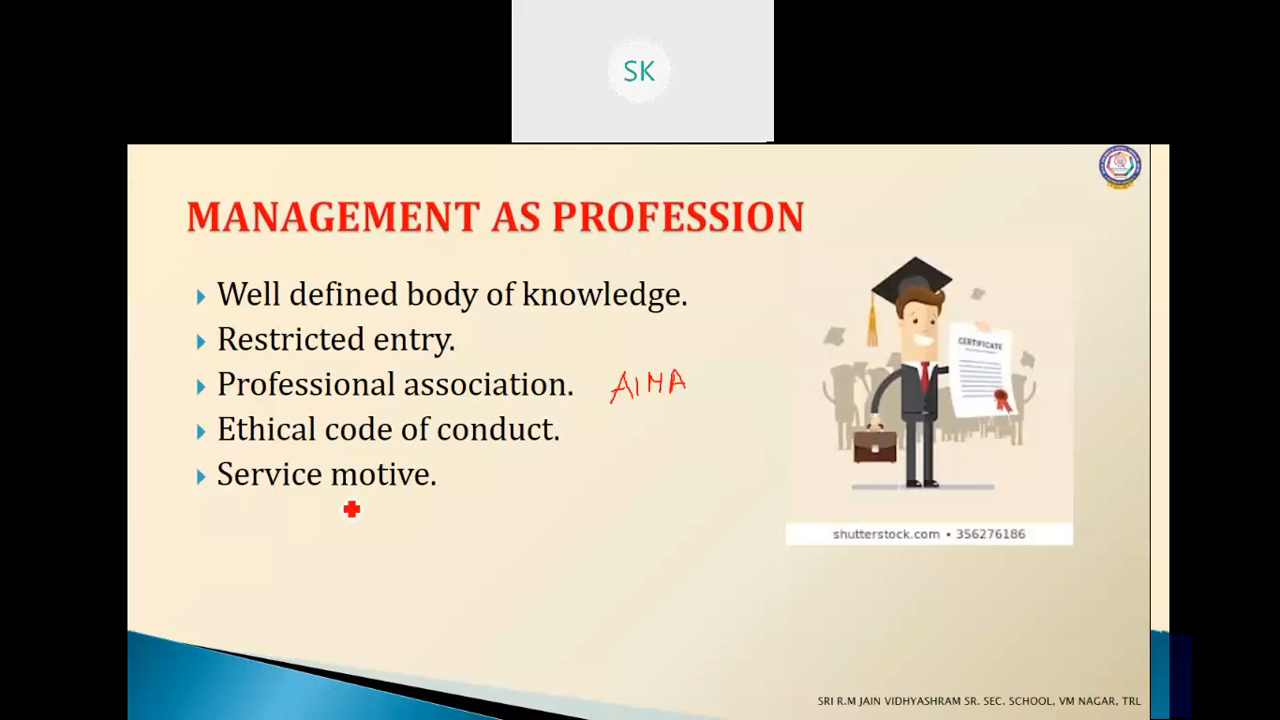 SK
MANAGEMENT AS PROFESSION
Well defined body of knowledge.
Restricted entry.
Professional association. AIMA
Ethical code of conduct.
Service motive.
CERTIFICATE
shutterstock.com • 356276186
SRI R.M JAIN VIDHYASHRAM SR. SEC. SCHOOL, VM NAGAR, TRL